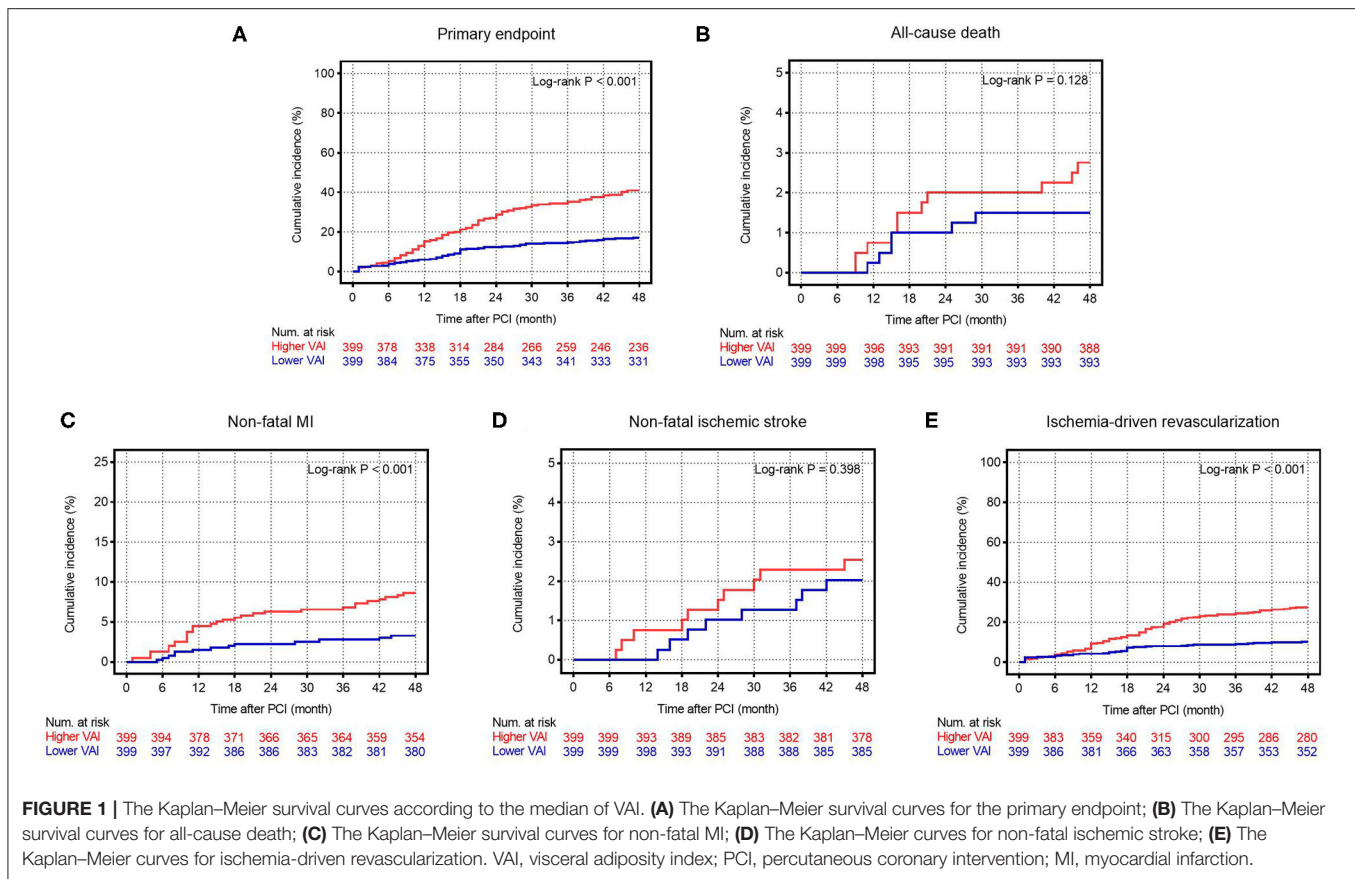 A Primary endpoint
Log-rank P < 0.001
Cumulative incidence (%)
100
80
60
40
20
0
0 6 12 18 24 30 36 42 48
Time after PCI (month)
Num. at risk
Higher VAI 399 378 338 314 284 266 259 246 236
Lower VAI 399 384 375 355 350 343 341 333 331
B All-cause death
Log-rank P = 0.128
Cumulative incidence (%)
5
4
3
2
1
0
0 6 12 18 24 30 36 42 48
Time after PCI (month)
Num. at risk
Higher VAI 399 399 396 393 391 391 391 390 388
Lower VAI 399 399 398 395 395 393 393 393 393
C Non-fatal MI
Log-rank P < 0.001
Cumulative incidence (%)
25
20
15
10
5
0
0 6 12 18 24 30 36 42 48
Time after PCI (month)
Num. at risk
Higher VAI 399 394 378 371 366 365 364 359 354
Lower VAI 399 397 392 386 386 383 382 381 380
D Non-fatal ischemic stroke
Log-rank P = 0.398
Cumulative incidence (%)
5
4
3
2
1
0
0 6 12 18 24 30 36 42 48
Time after PCI (month)
Num. at risk
Higher VAI 399 399 393 389 385 383 382 381 378
Lower VAI 399 399 398 393 391 388 388 385 385
E Ischemia-driven revascularization
Log-rank P < 0.001
Cumulative incidence (%)
100
80
60
40
20
0
0 6 12 18 24 30 36 42 48
Time after PCI (month)
Num. at risk
Higher VAI 399 383 359 340 315 300 295 286 280
Lower VAI 399 386 381 366 363 358 357 353 352
FIGURE 1 | The Kaplan–Meier survival curves according to the median of VAI. (A) The Kaplan–Meier survival curves for the primary endpoint; (B) The Kaplan–Meier
survival curves for all-cause death; (C) The Kaplan–Meier survival curves for non-fatal MI; (D) The Kaplan–Meier curves for non-fatal ischemic stroke; (E) The
Kaplan–Meier curves for ischemia-driven revascularization. VAI, visceral adiposity index; PCI, percutaneous coronary intervention; MI, myocardial infarction.